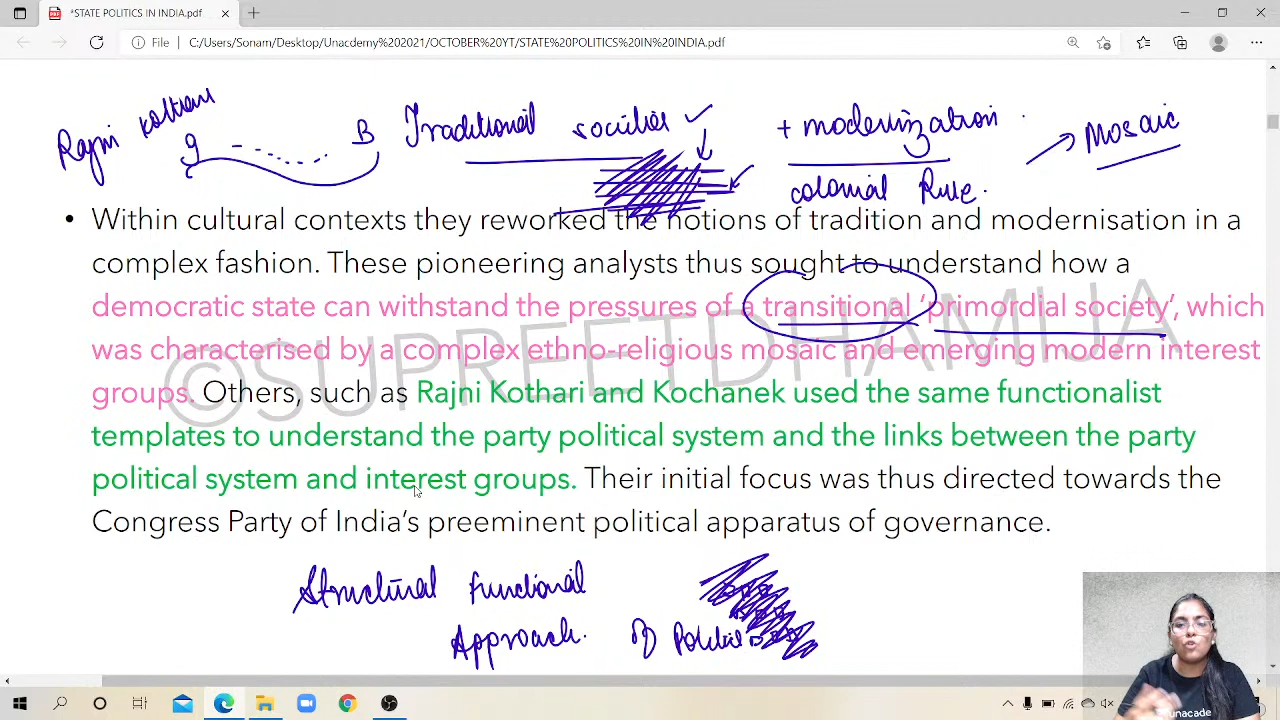 *STATE POLITICS IN INDIA.pdf
File C:/Users/Sonam/Desktop/Unacdemy%202021/OCTOBER%20YT/STATE%20POLITICS%20IN%20INDIA.pdf
Rajni Kothari
B
Traditional societies
+ modernization
colonial Rule.
Mosaic
• Within cultural contexts they reworked the notions of tradition and modernisation in a
complex fashion. These pioneering analysts thus sought to understand how a
democratic state can withstand the pressures of a transitional 'primordial society', which
was characterised by a complex ethno-religious mosaic and emerging modern interest
groups. Others, such as Rajni Kothari and Kochanek used the same functionalist
templates to understand the party political system and the links between the party
political system and interest groups. Their initial focus was thus directed towards the
Congress Party of India's preeminent political apparatus of governance.
©SUPREETDHAMIJA
Structural functional
Approach. of Politics
unacade